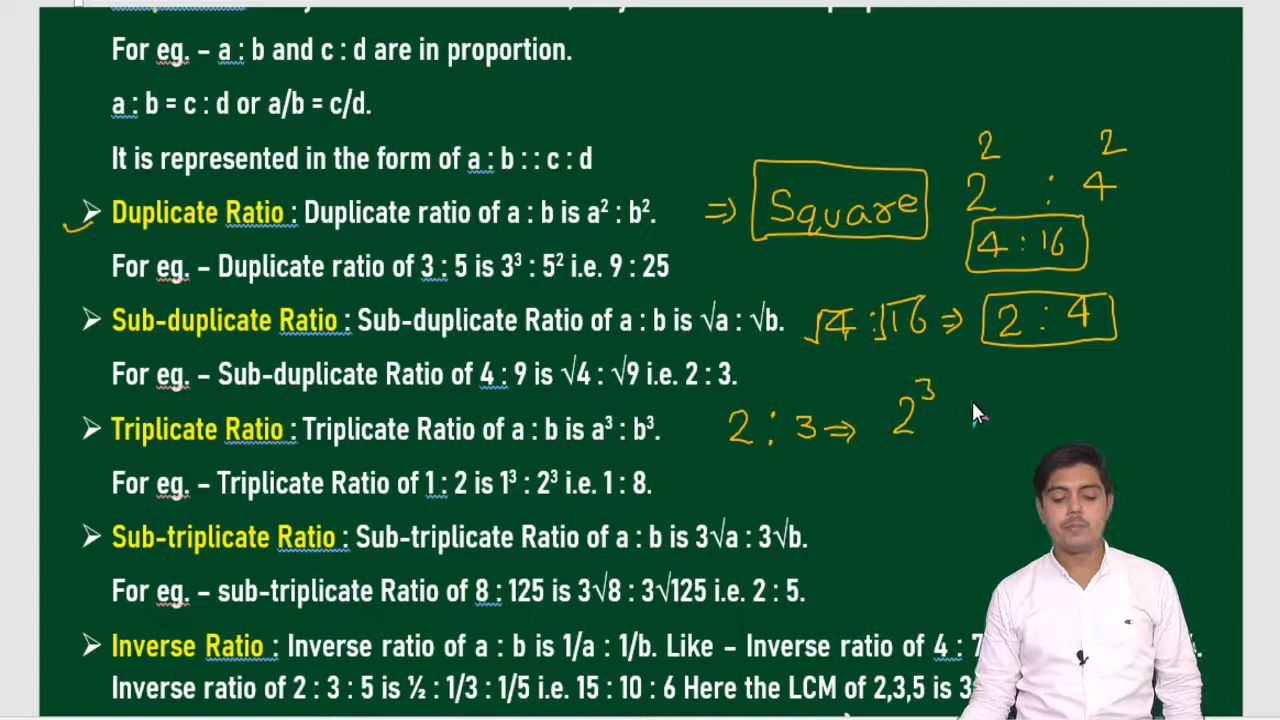 For eg. – a : b and c : d are in proportion.
a : b = c : d or a/b = c/d.
It is represented in the form of a : b : : c : d
2 2
➢ Duplicate Ratio : Duplicate ratio of a : b is a² : b². ⇒ Square 2 : 4
4 : 16
For eg. – Duplicate ratio of 3 : 5 is 3³ : 5² i.e. 9 : 25
➢ Sub-duplicate Ratio : Sub-duplicate Ratio of a : b is √a : √b. √4 : √16 ⇒ 2 : 4
For eg. – Sub-duplicate Ratio of 4 : 9 is √4 : √9 i.e. 2 : 3.
➢ Triplicate Ratio : Triplicate Ratio of a : b is a³ : b³. 2 : 3 ⇒ 2³
For eg. – Triplicate Ratio of 1 : 2 is 1³ : 2³ i.e. 1 : 8.
➢ Sub-triplicate Ratio : Sub-triplicate Ratio of a : b is 3√a : 3√b.
For eg. – sub-triplicate Ratio of 8 : 125 is 3√8 : 3√125 i.e. 2 : 5.
➢ Inverse Ratio : Inverse ratio of a : b is 1/a : 1/b. Like – Inverse ratio of 4 : 7
Inverse ratio of 2 : 3 : 5 is ½ : 1/3 : 1/5 i.e. 15 : 10 : 6 Here the LCM of 2,3,5 is